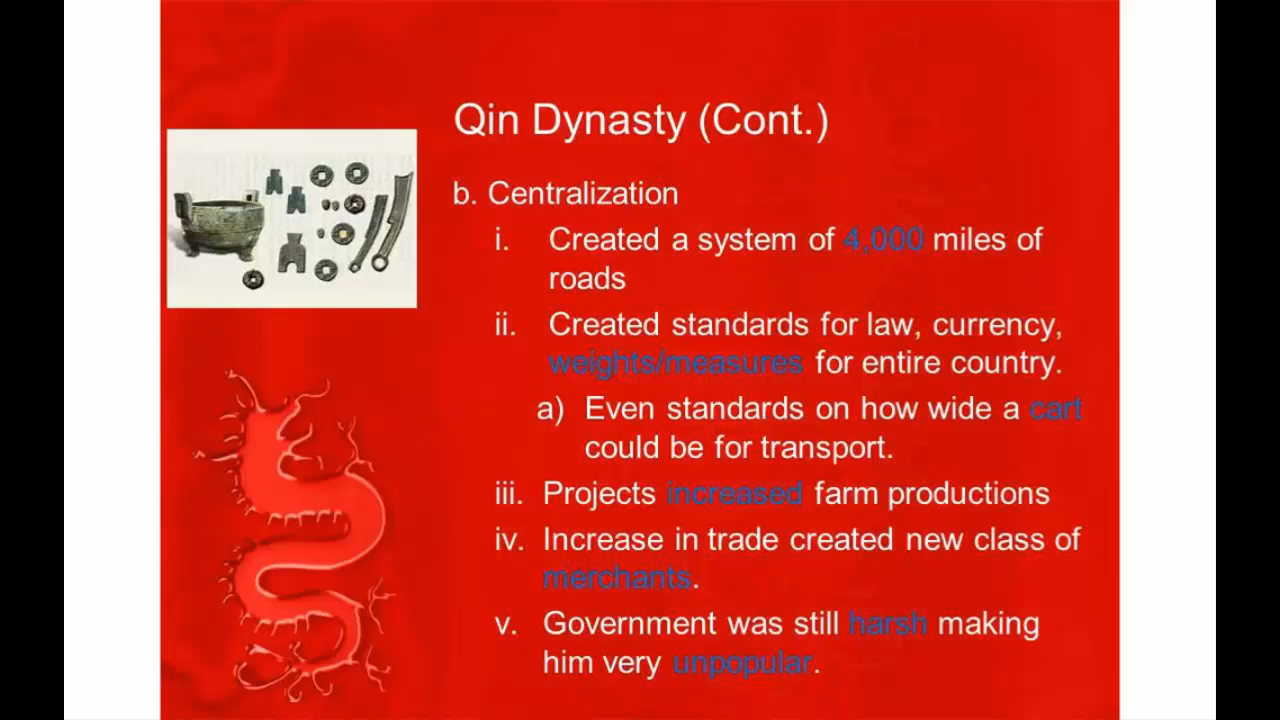 Qin Dynasty (Cont.)
b. Centralization
i. Created a system of 4,000 miles of
roads
ii. Created standards for law, currency,
weights/measures for entire country.
a) Even standards on how wide a cart
could be for transport.
iii. Projects increased farm productions
iv. Increase in trade created new class of
merchants.
v. Government was still harsh making
him very unpopular.